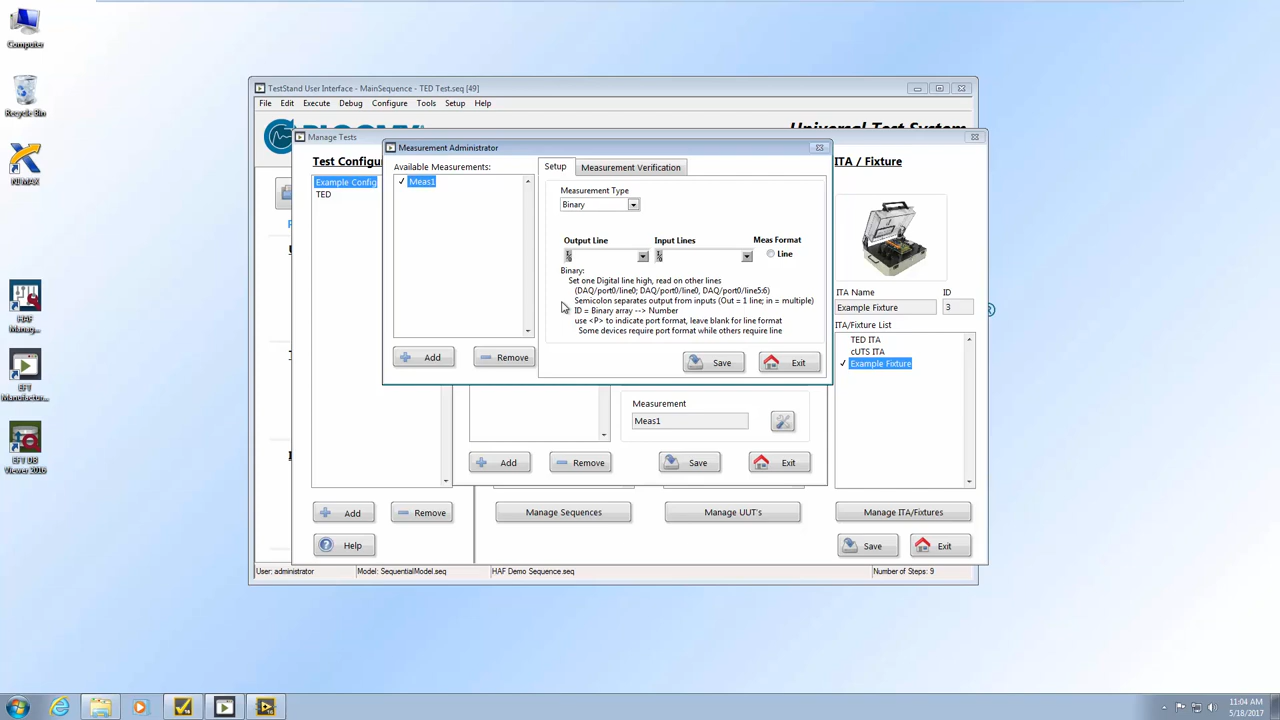 Computer
Recycle Bin
NI MAX
HAF
Manag...
EFT
Manufactur...
EFT DB
Viewer 2016
TestStand User Interface - MainSequence - TED Test.seq [49]
File Edit Execute Debug Configure Tools Setup Help
Universal Test System
®
Manage Tests
Test Configu
Example Config
TED
Add
Remove
Help
Measurement Administrator
Available Measurements:
✓ Meas1
Add
Remove
Setup
Measurement Verification
Measurement Type
Binary
Output Line
Input Lines
Meas Format
Line
Binary:
Set one Digital line high, read on other lines
(DAQ/port0/line0; DAQ/port0/line0, DAQ/port0/line5:6)
Semicolon separates output from inputs (Out = 1 line; in = multiple)
ID = Binary array --> Number
use <P> to indicate port format, leave blank for line format
Some devices require port format while others require line
Save
Exit
Measurement
Meas1
Add
Remove
Save
Exit
Manage Sequences
Manage UUT's
ITA / Fixture
ITA Name
ID
Example Fixture
3
ITA/Fixture List
TED ITA
cUTS ITA
✓ Example Fixture
Manage ITA/Fixtures
Save
Exit
User: administrator
Model: SequentialModel.seq
HAF Demo Sequence.seq
Number of Steps: 9
11:04 AM
5/18/2017